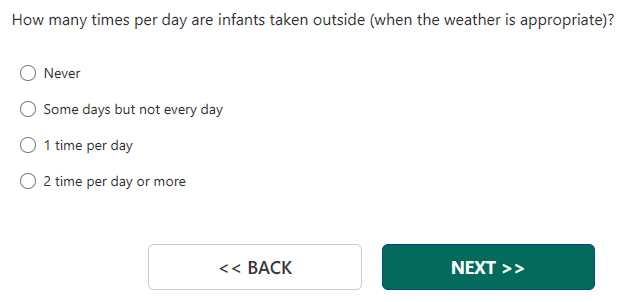 How many times per day are infants taken outside (when the weather is appropriate)?
Never
Some days but not every day
1 time per day
2 time per day or more
<< BACK
NEXT >>